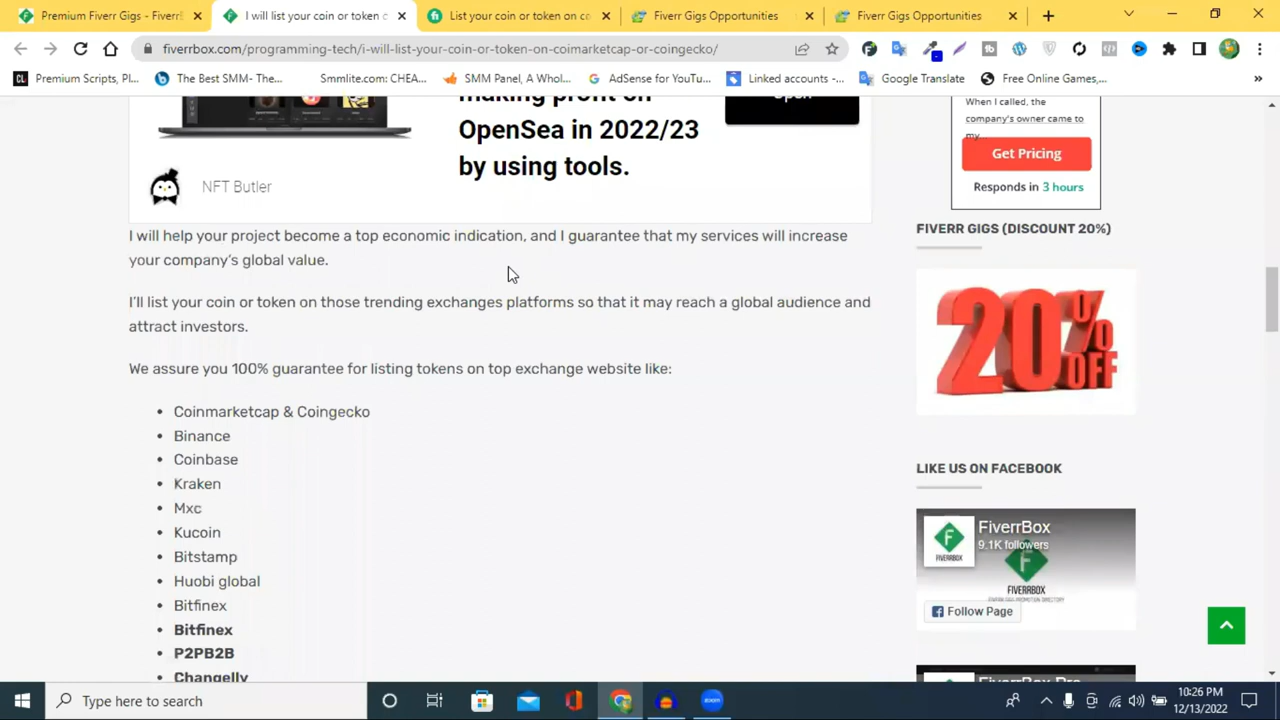 Premium Fiverr Gigs - FiverrB
I will list your coin or token o
List your coin or token on co
Fiverr Gigs Opportunities
Fiverr Gigs Opportunities
fiverrbox.com/programming-tech/i-will-list-your-coin-or-token-on-coimarketcap-or-coingecko/
CL Premium Scripts, Pl...
The Best SMM- The...
Smmlite.com: CHEA...
SMM Panel, A Whol...
AdSense for YouTu...
Linked accounts -...
Google Translate
Free Online Games,...
»
making profit on
OpenSea in 2022/23
by using tools.
Open
NFT Butler
When I called, the
company's owner came to
my...
Get Pricing
Responds in 3 hours
I will help your project become a top economic indication, and I guarantee that my services will increase
your company's global value.
I'll list your coin or token on those trending exchanges platforms so that it may reach a global audience and
attract investors.
We assure you 100% guarantee for listing tokens on top exchange website like:
• Coinmarketcap & Coingecko
• Binance
• Coinbase
• Kraken
• Mxc
• Kucoin
• Bitstamp
• Huobi global
• Bitfinex
• Bitfinex
• P2PB2B
• Changelly
FIVERR GIGS (DISCOUNT 20%)
20% OFF
LIKE US ON FACEBOOK
FiverrBox
9.1K followers
FIVERRBOX
FIVERRBOX
Follow Page
FiverrBox Pro
Type here to search
zoom
10:26 PM
12/13/2022